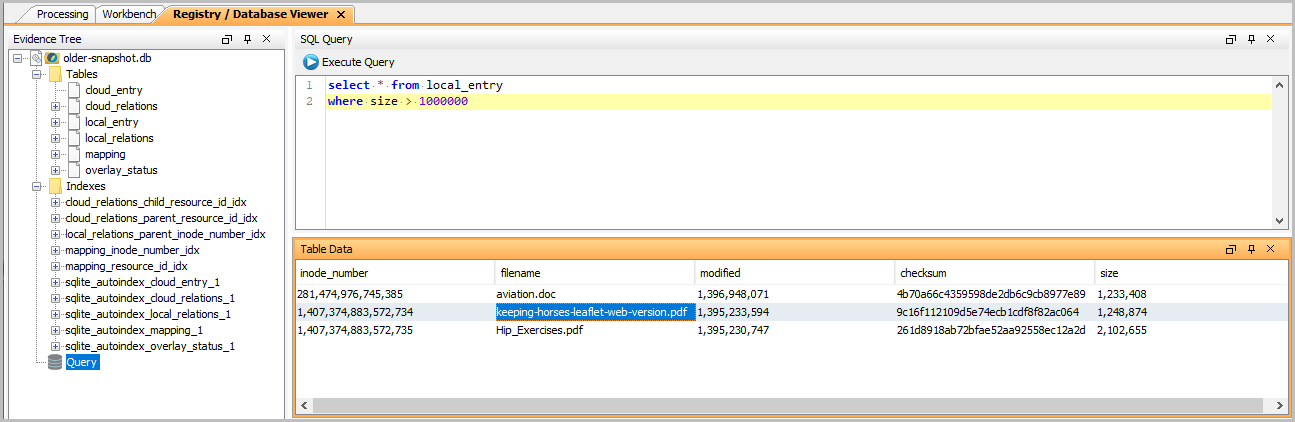 Processing Workbench Registry / Database Viewer
Evidence Tree
older-snapshot.db
Tables
cloud_entry
cloud_relations
local_entry
local_relations
mapping
overlay_status
Indexes
cloud_relations_child_resource_id_idx
cloud_relations_parent_resource_id_idx
local_relations_parent_inode_number_idx
mapping_inode_number_idx
mapping_resource_id_idx
sqlite_autoindex_cloud_entry_1
sqlite_autoindex_cloud_relations_1
sqlite_autoindex_local_relations_1
sqlite_autoindex_mapping_1
sqlite_autoindex_overlay_status_1
Query
SQL Query
Execute Query
1 select * from local_entry
2 where size > 1000000
Table Data
inode_number filename modified checksum size
281,474,976,745,385 aviation.doc 1,396,948,071 4b70a66c4359598de2db6c9cb8977e89 1,233,408
1,407,374,883,572,734 keeping-horses-leaflet-web-version.pdf 1,395,233,594 9c16f112109d5e74ecb1cdf8f82ac064 1,248,874
1,407,374,883,572,735 Hip_Exercises.pdf 1,395,230,747 261d8918ab72bfae52aa92558ec12a2d 2,102,655